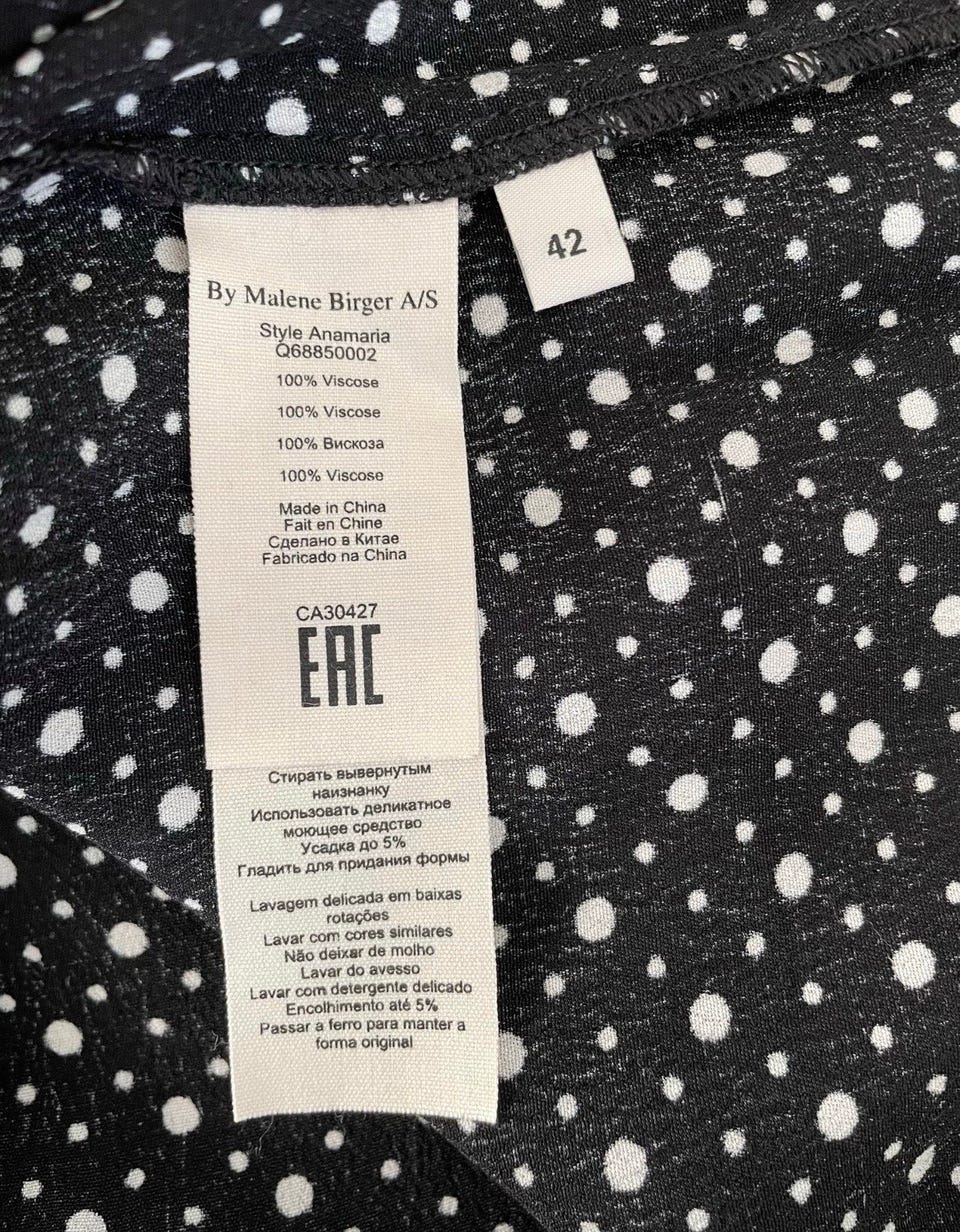 42
By Malene Birger A/S
Style Anamaria
Q68850002
100% Viscose
100% Viscose
100% Вискоза
100% Viscose
Made in China
Fait en Chine
Сделано в Китае
Fabricado na China
CA30427
EAC
Стирать вывернутым
наизнанку
Использовать деликатное
моющее средство
Усадка до 5%
Гладить для придания формы
Lavagem delicada em baixas
rotações
Lavar com cores similares
Não deixar de molho
Lavar do avesso
Lavar com detergente delicado
Encolhimento até 5%
Passar a ferro para manter a
forma original